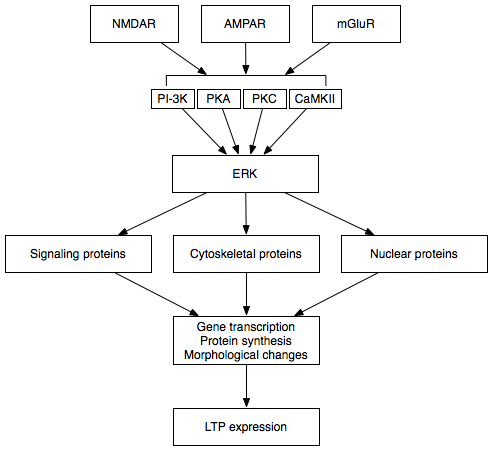 NMDAR
AMPAR
mGluR
PI-3K
PKA
PKC
CaMKII
ERK
Signaling proteins
Cytoskeletal proteins
Nuclear proteins
Gene transcription
Protein synthesis
Morphological changes
LTP expression